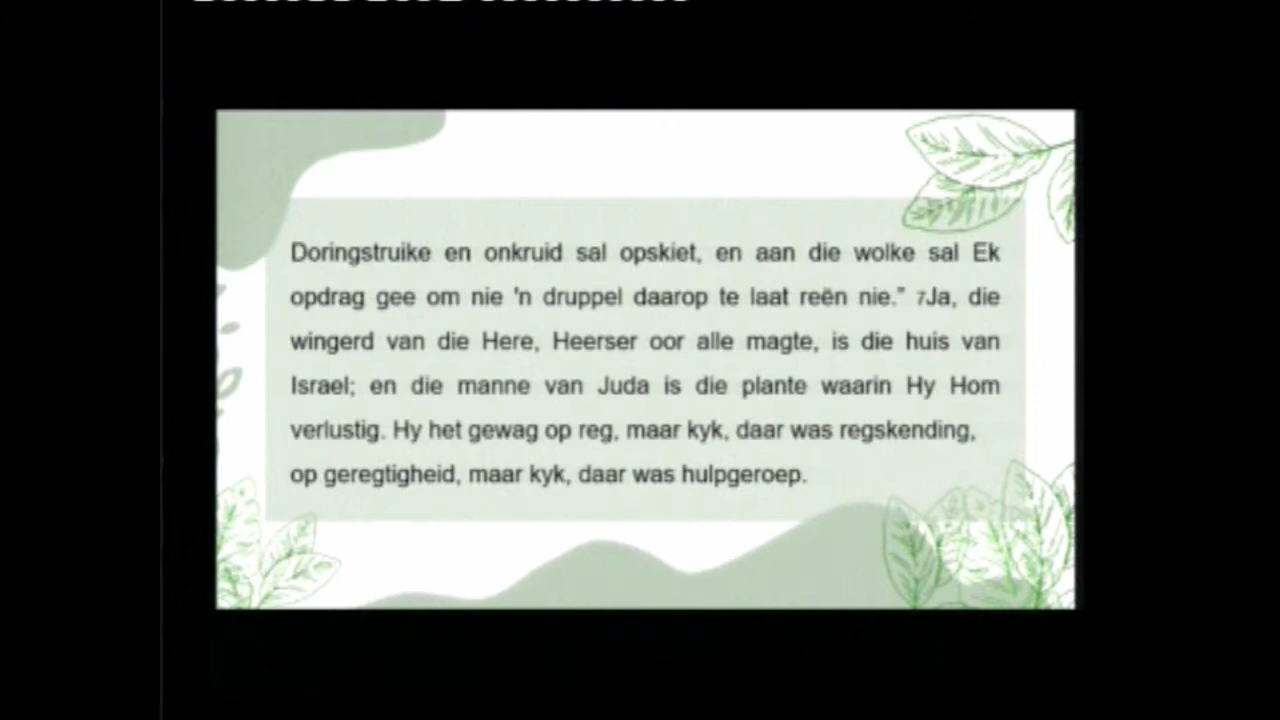 Doringstruike en onkruid sal opskiet, en aan die wolke sal Ek
opdrag gee om nie 'n druppel daarop te laat reën nie.” 7Ja, die
wingerd van die Here, Heerser oor alle magte, is die huis van
Israel; en die manne van Juda is die plante waarin Hy Hom
verlustig. Hy het gewag op reg, maar kyk, daar was regskending,
op geregtigheid, maar kyk, daar was hulpgeroep.